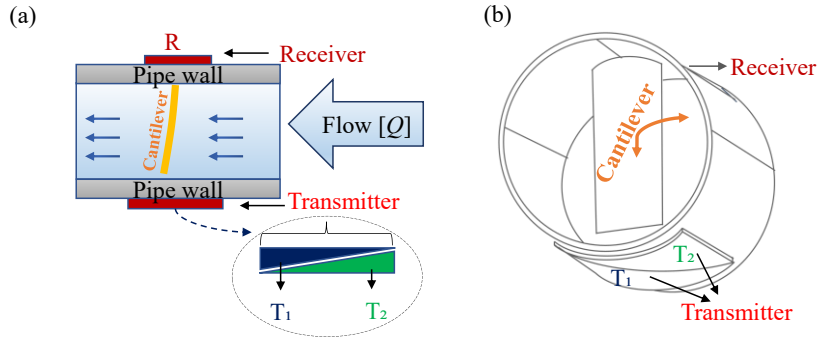 (a)
R
Receiver
Pipe wall
Cantilever
Flow [Q]
Pipe wall
Transmitter
T₁
T₂
(b)
Receiver
Cantilever
T₂
T₁
Transmitter